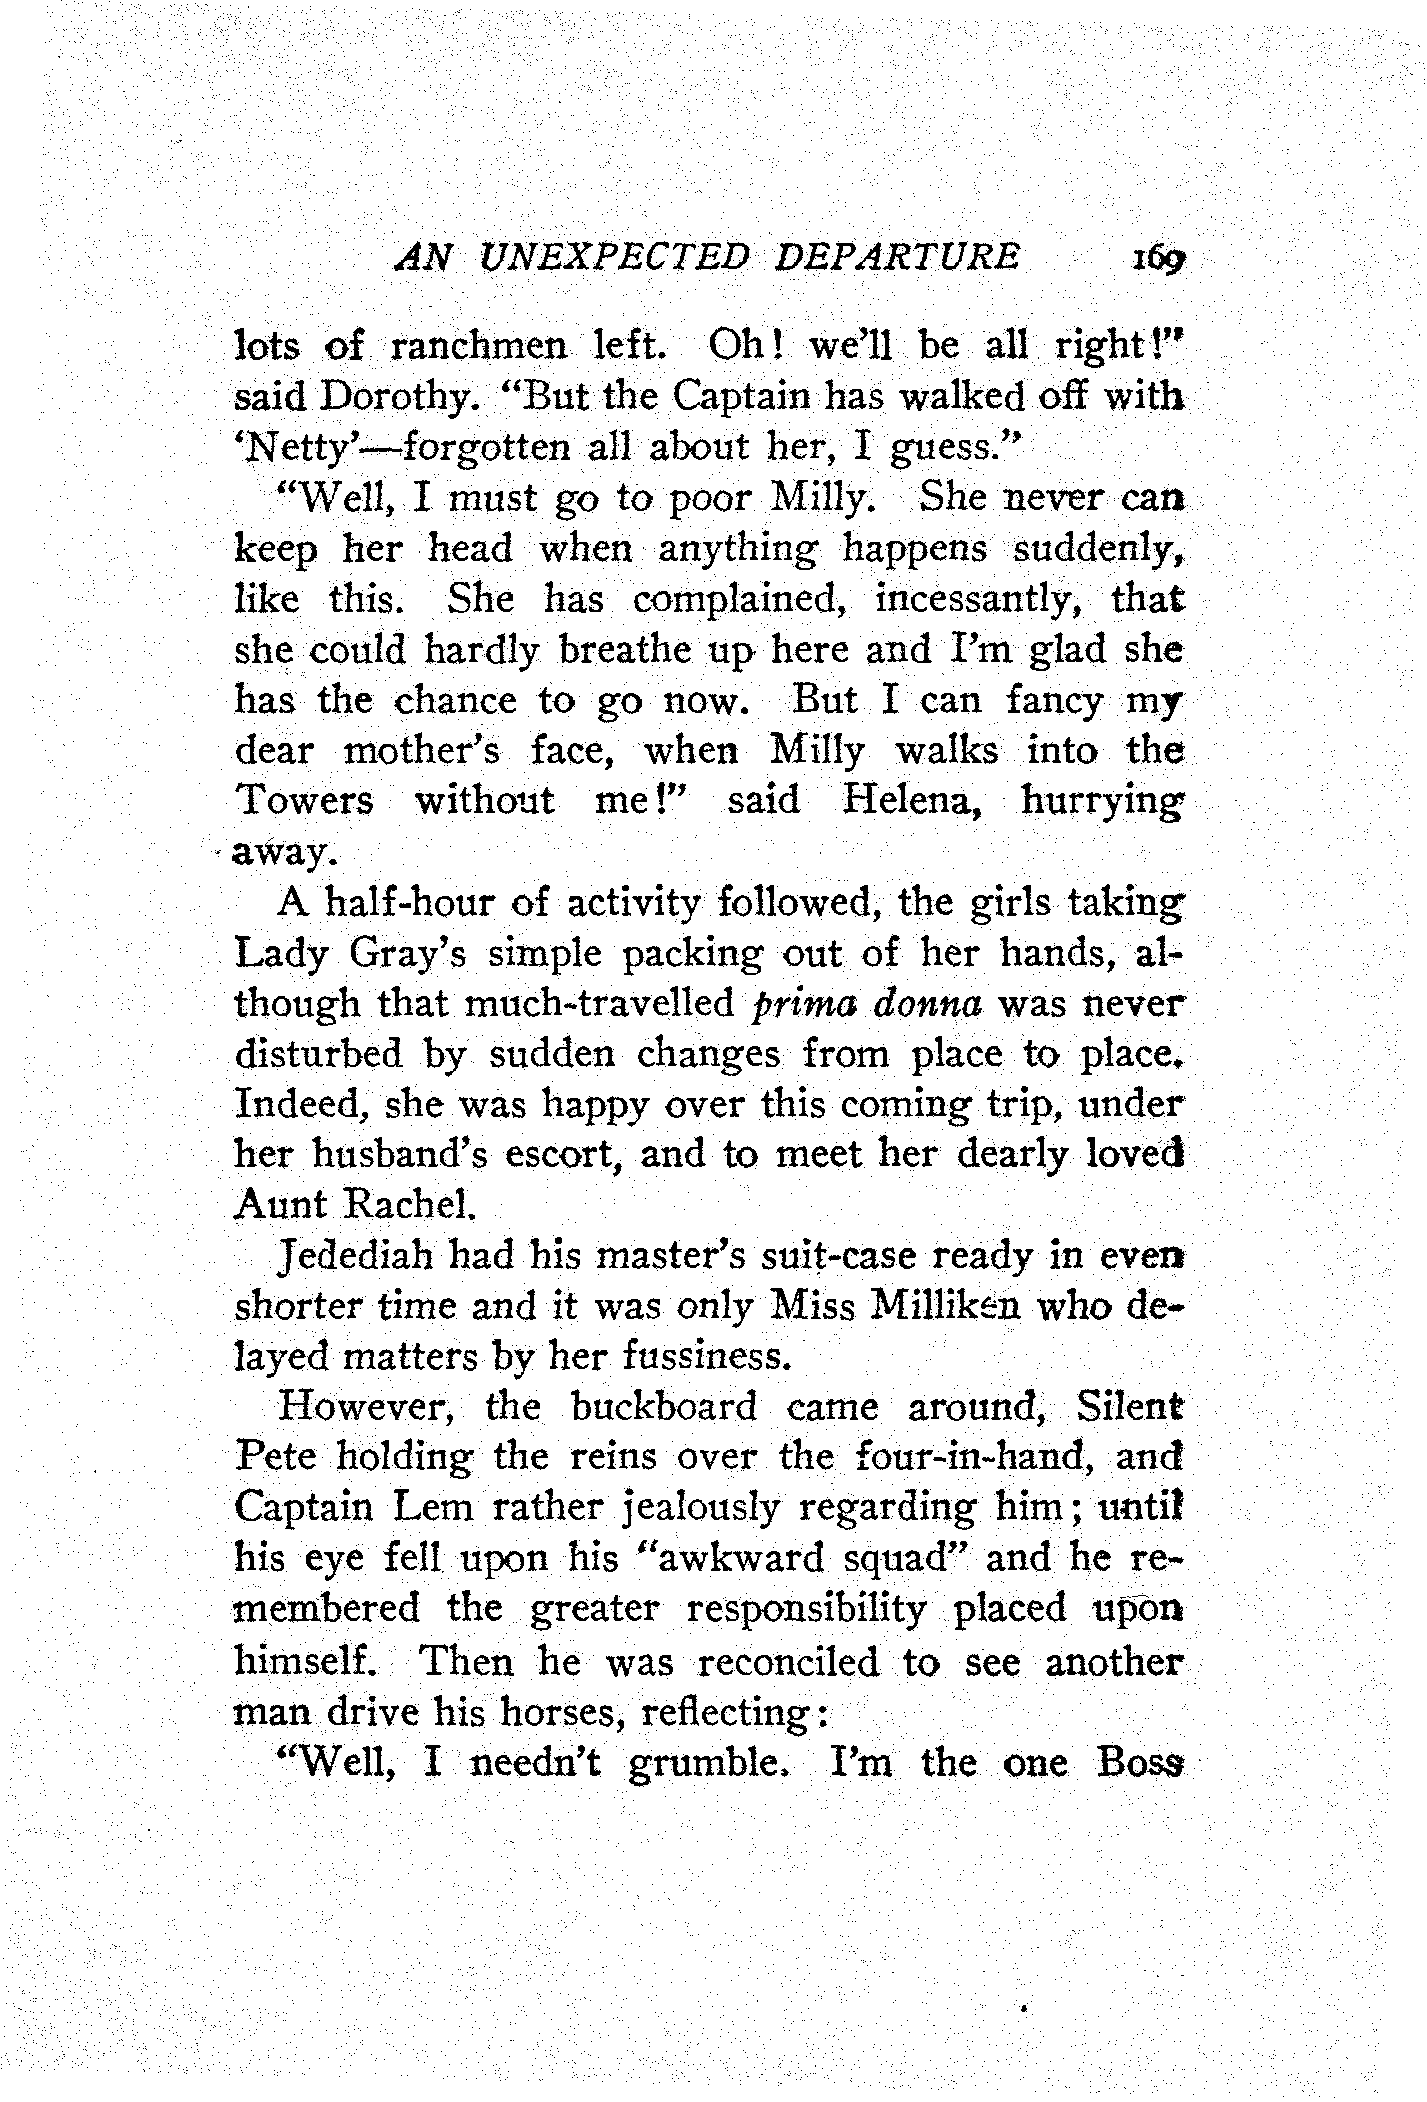 AN UNEXPECTED DEPARTURE 169
lots of ranchmen left. Oh! we'll be all right!"
said Dorothy. "But the Captain has walked off with
'Netty'—forgotten all about her, I guess."
"Well, I must go to poor Milly. She never can
keep her head when anything happens suddenly,
like this. She has complained, incessantly, that
she could hardly breathe up here and I'm glad she
has the chance to go now. But I can fancy my
dear mother's face, when Milly walks into the
Towers without me!" said Helena, hurrying
away.
A half-hour of activity followed, the girls taking
Lady Gray's simple packing out of her hands, al-
though that much-travelled prima donna was never
disturbed by sudden changes from place to place.
Indeed, she was happy over this coming trip, under
her husband's escort, and to meet her dearly loved
Aunt Rachel.
Jedediah had his master's suit-case ready in even
shorter time and it was only Miss Milliken who de-
layed matters by her fussiness.
However, the buckboard came around, Silent
Pete holding the reins over the four-in-hand, and
Captain Lem rather jealously regarding him; until
his eye fell upon his "awkward squad" and he re-
membered the greater responsibility placed upon
himself. Then he was reconciled to see another
man drive his horses, reflecting:
"Well, I needn't grumble. I'm the one Boss